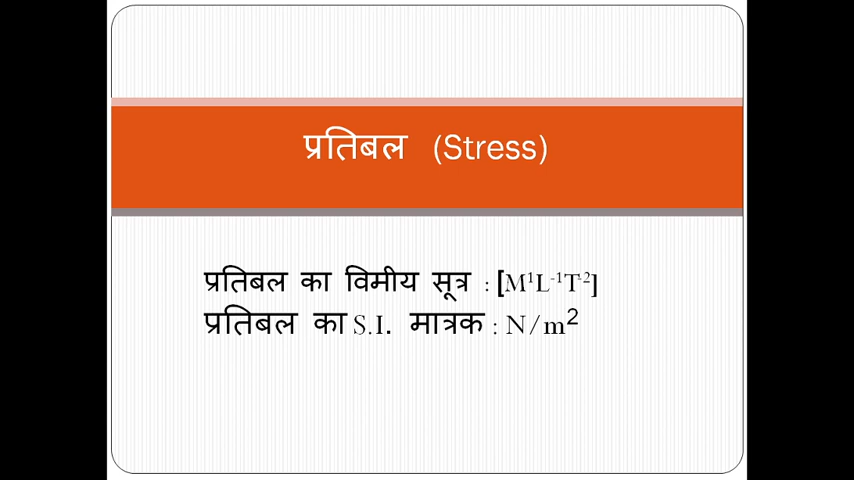 प्रतिबल (Stress)
प्रतिबल का विमीय सूत्र : [M¹L⁻¹T⁻²]
प्रतिबल का S.I. मात्रक : N/m²